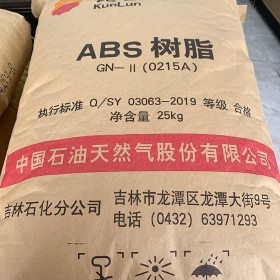 KunLun
ABS 树脂
GN-Ⅱ(0215A)
执行标准 Q/SY 03063-2019 等级 合格
净含量 25kg
中国石油天然气股份有限公司
吉林石化分公司
吉林市龙潭区龙潭大街9号
电话 (0432) 63971293